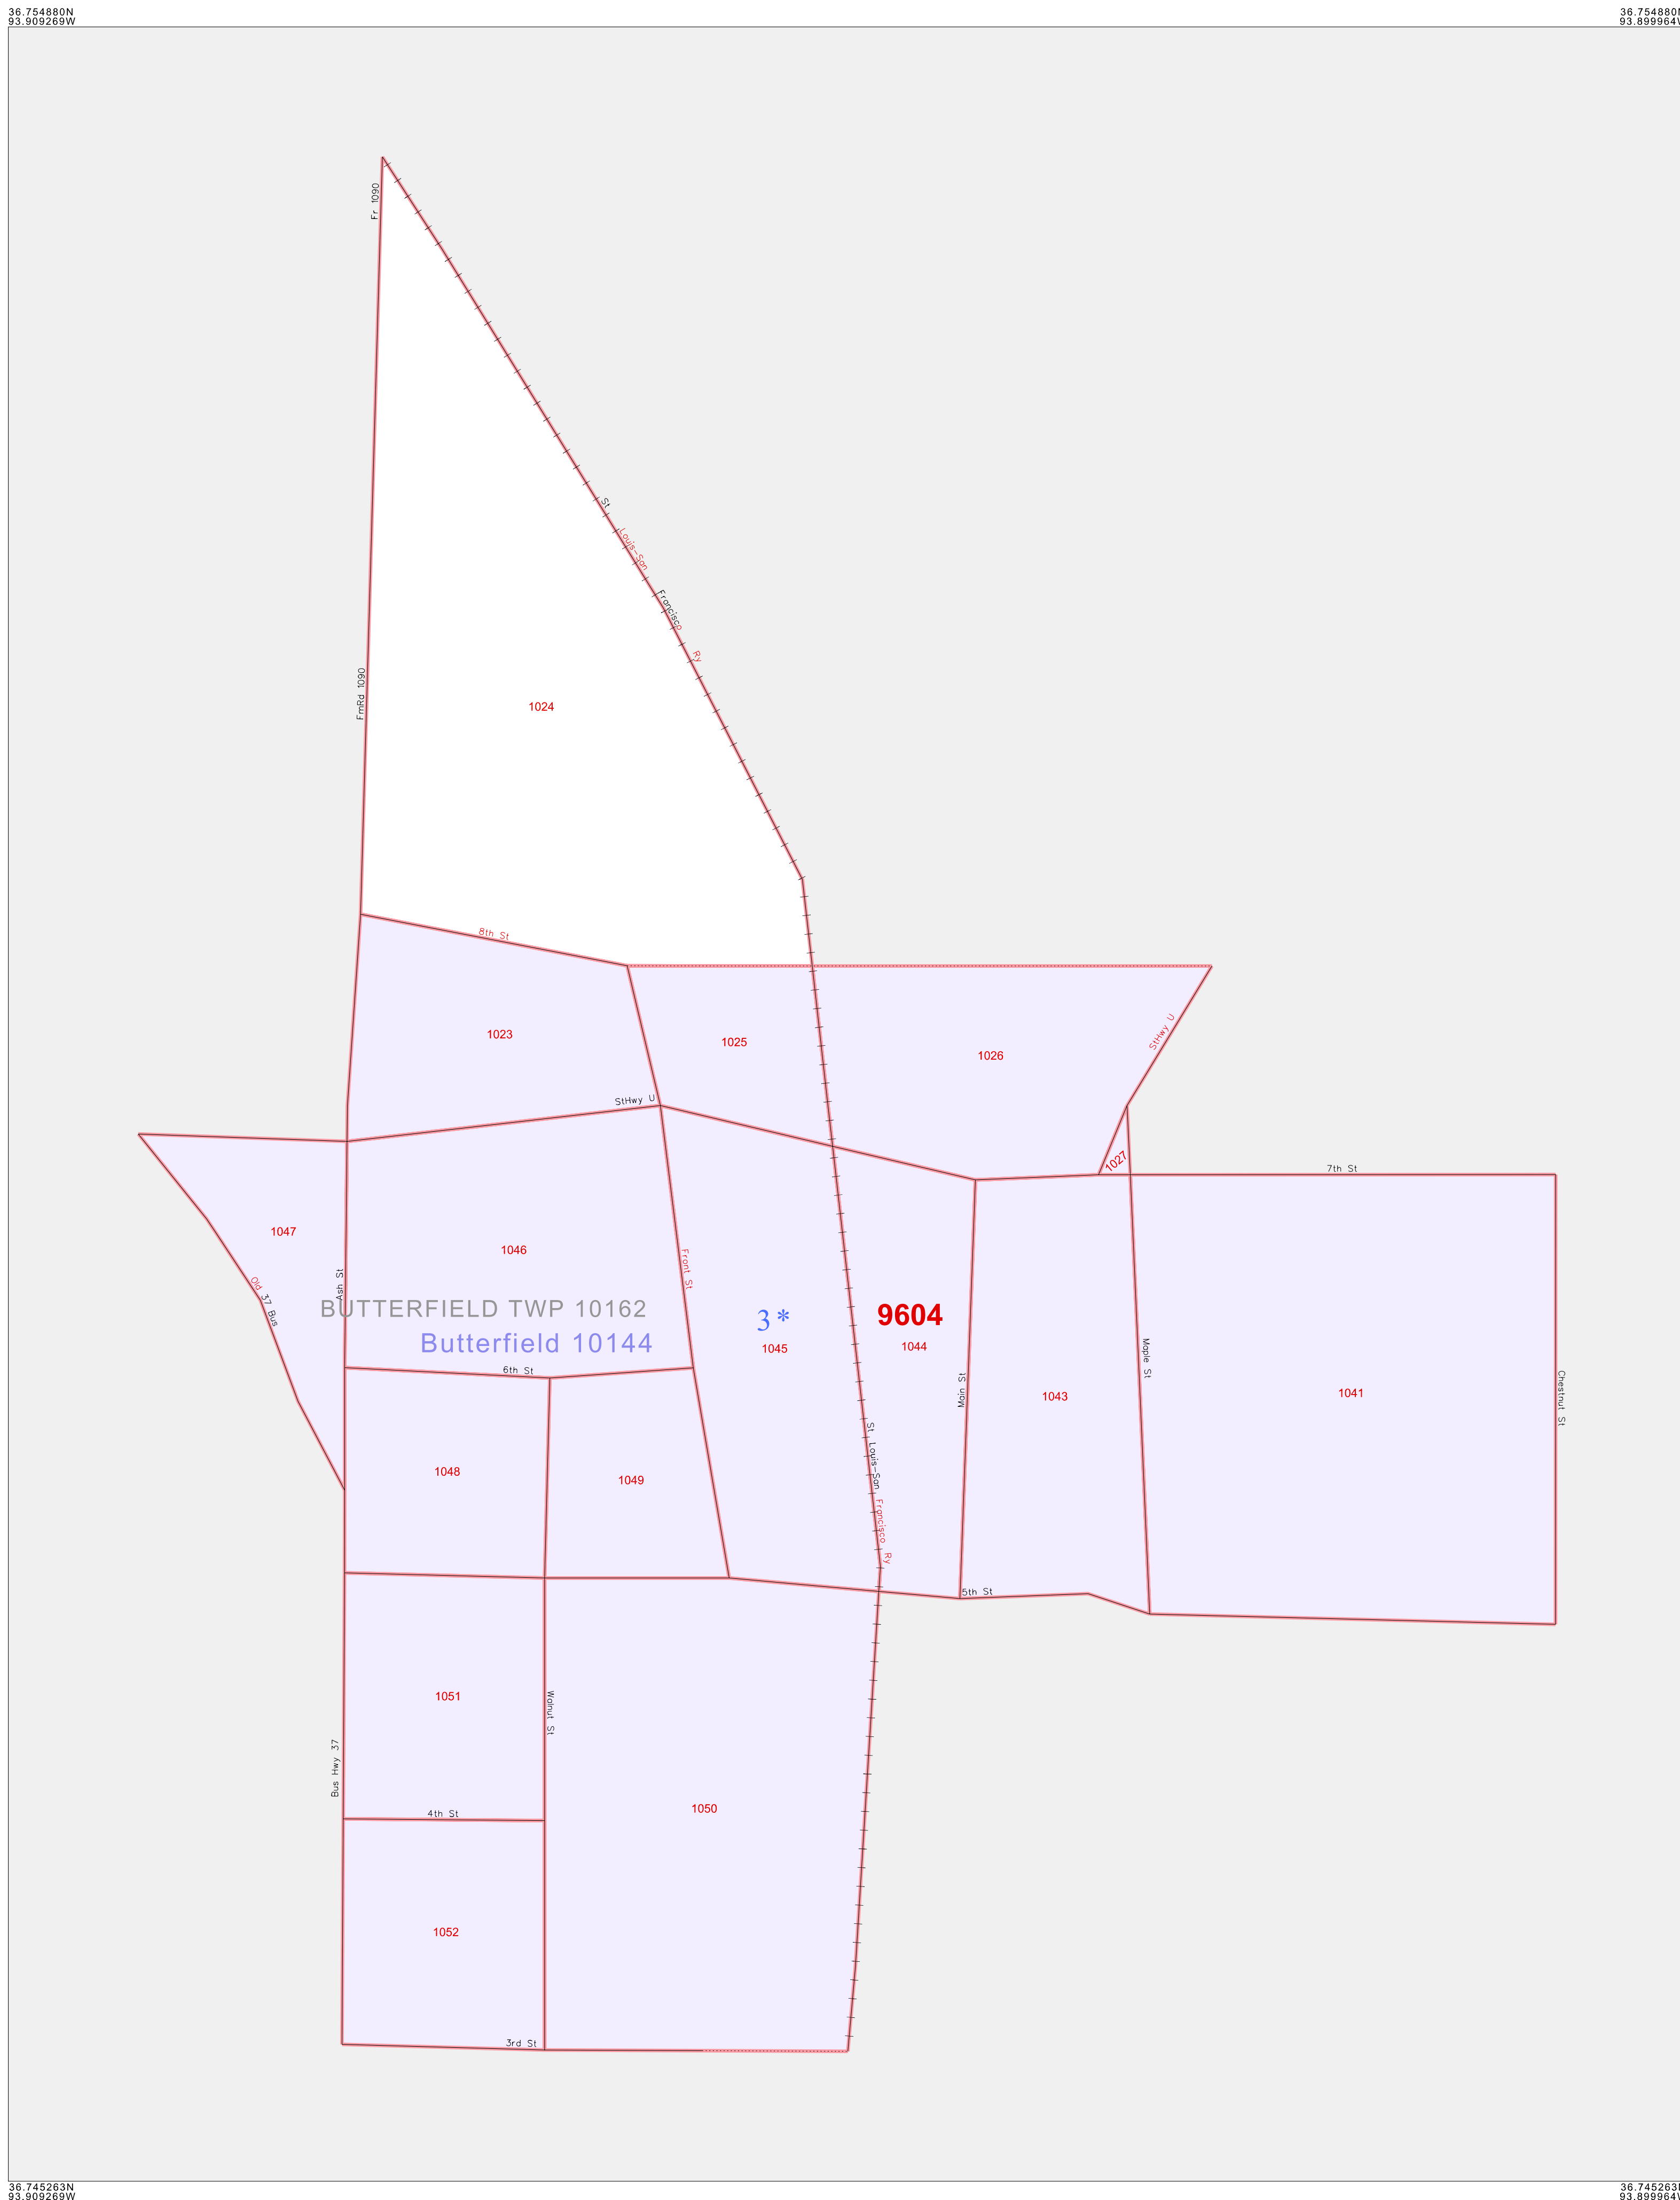 36.754880N
93.909269W
36.754880N
93.899964W
Fr 1090
St Louis-San Francisco Ry
FmRd 1090
1024
8th St
1023
1025
1026
StHwy U
StHwy U
1027
7th St
1047
1046
Old 37 Bus
Ash St
Front St
BUTTERFIELD TWP 10162
Butterfield 10144
3*
1045
9604
1044
Main St
1043
Maple St
1041
Chestnut St
6th St
1048
1049
St Louis-San Francisco Ry
5th St
1051
Walnut St
Bus Hwy 37
4th St
1050
1052
3rd St
36.745263N
93.909269W
36.745263N
93.899964W